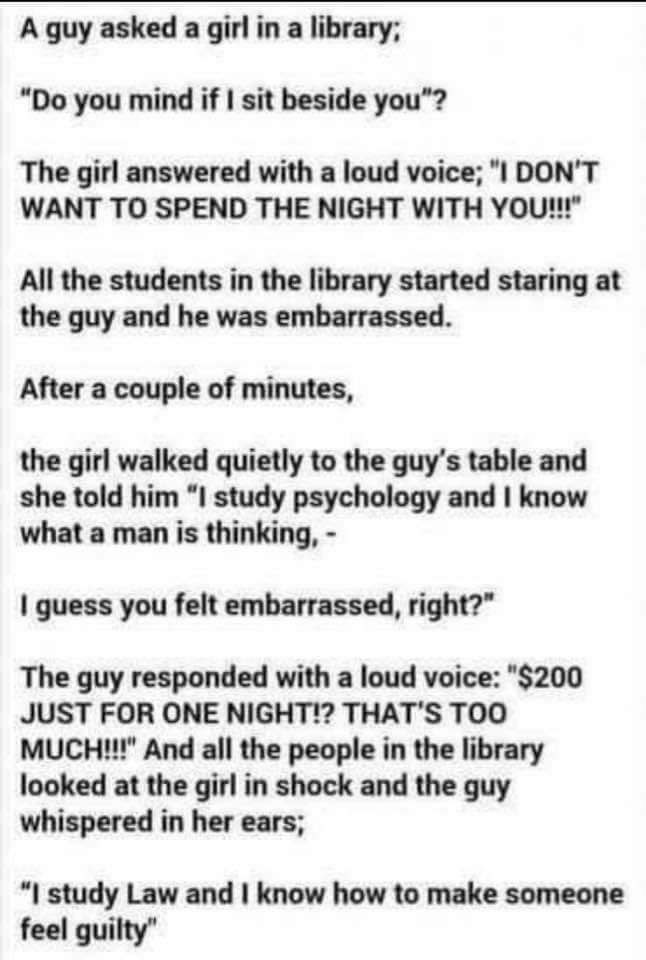 A guy asked a girl in a library;
"Do you mind if I sit beside you"?
The girl answered with a loud voice; "I DON'T
WANT TO SPEND THE NIGHT WITH YOU!!!"
All the students in the library started staring at
the guy and he was embarrassed.
After a couple of minutes,
the girl walked quietly to the guy's table and
she told him "I study psychology and I know
what a man is thinking, -
I guess you felt embarrassed, right?"
The guy responded with a loud voice: "$200
JUST FOR ONE NIGHT!? THAT'S TOO
MUCH!!!" And all the people in the library
looked at the girl in shock and the guy
whispered in her ears;
"I study Law and I know how to make someone
feel guilty"